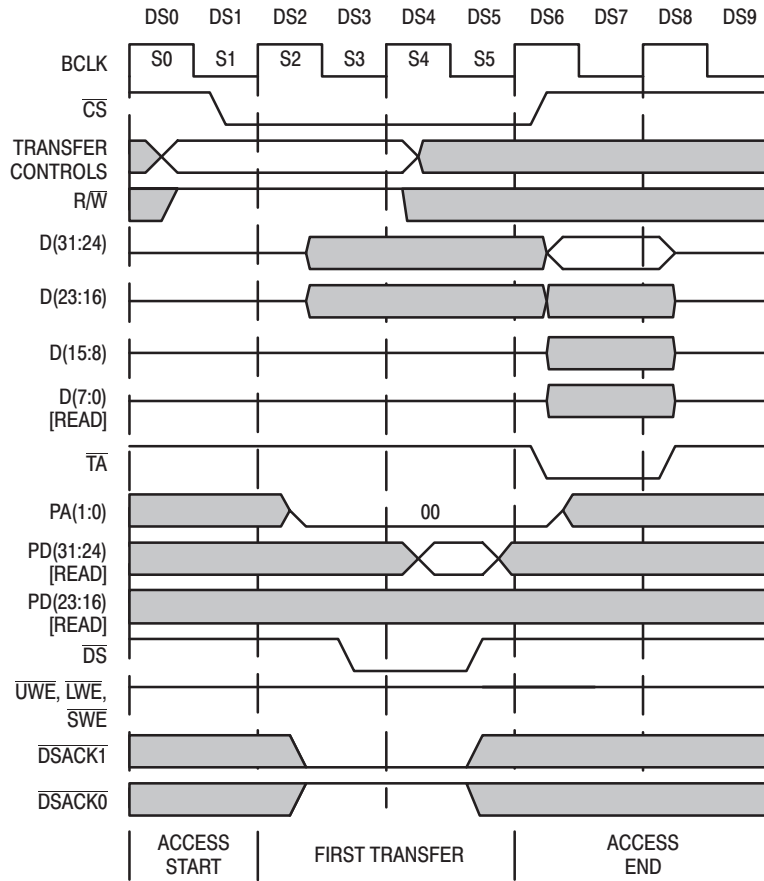 DS0 DS1 DS2 DS3 DS4 DS5 DS6 DS7 DS8 DS9
BCLK S0 S1 S2 S3 S4 S5
CS
TRANSFER
CONTROLS
R/W
D(31:24)
D(23:16)
D(15:8)
D(7:0)
[READ]
TA
PA(1:0) 00
PD(31:24)
[READ]
PD(23:16)
[READ]
DS
UWE, LWE,
SWE
DSACK1
DSACK0
ACCESS
START
FIRST TRANSFER
ACCESS
END